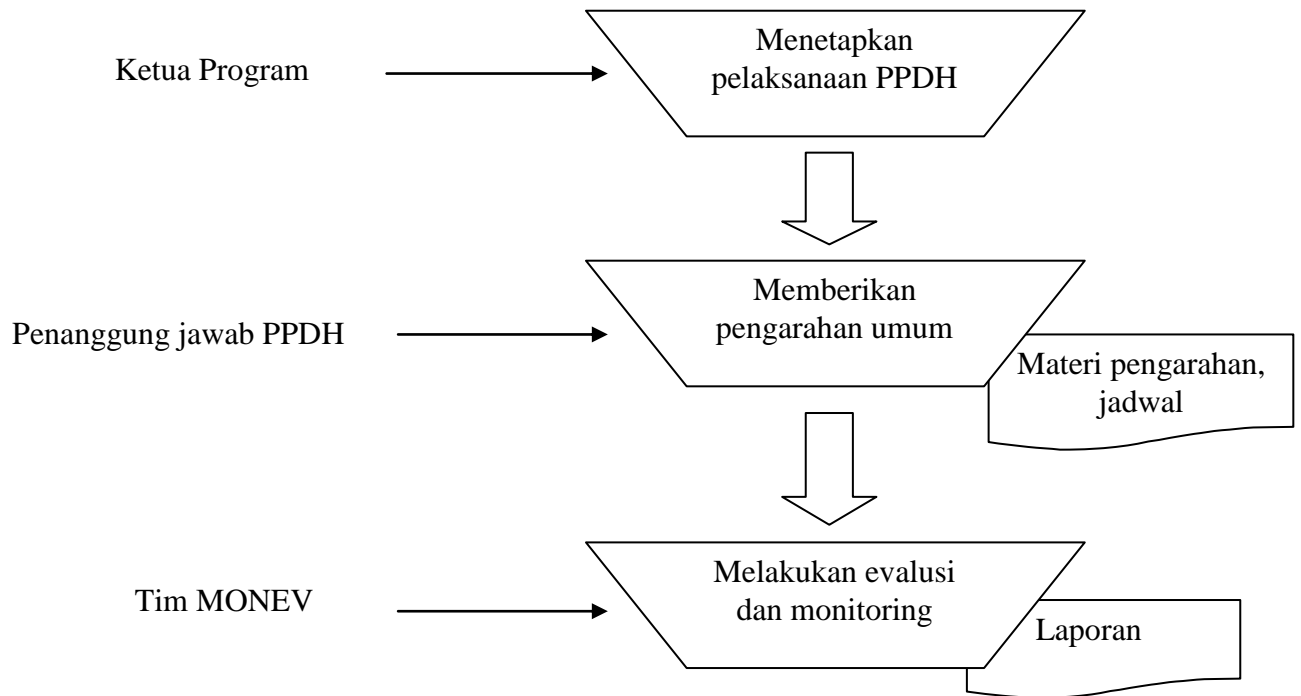 Ketua Program
Menetapkan
pelaksanaan PPDH
Penanggung jawab PPDH
Memberikan
pengarahan umum
Materi pengarahan,
jadwal
Tim MONEV
Melakukan evalusi
dan monitoring
Laporan